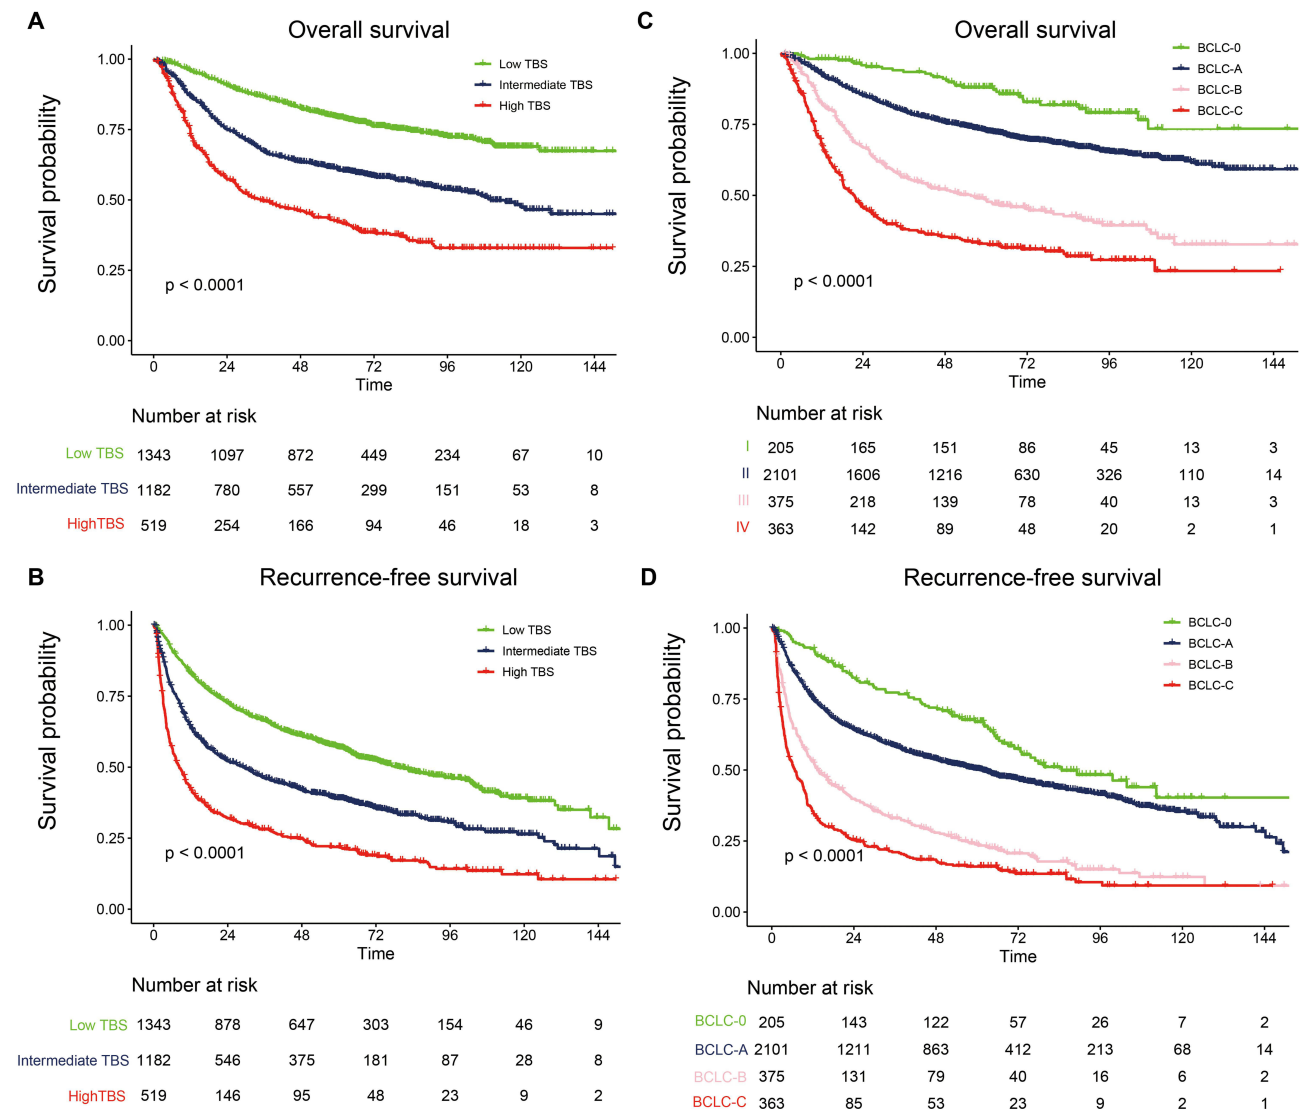 A
Overall survival
Survival probability
1.00
0.75
0.50
0.25
0.00
Low TBS
Intermediate TBS
High TBS
p < 0.0001
0 24 48 72 96 120 144
Time
Number at risk
Low TBS 1343 1097 872 449 234 67 10
Intermediate TBS 1182 780 557 299 151 53 8
HighTBS 519 254 166 94 46 18 3
C
Overall survival
Survival probability
1.00
0.75
0.50
0.25
0.00
BCLC-0
BCLC-A
BCLC-B
BCLC-C
p < 0.0001
0 24 48 72 96 120 144
Time
Number at risk
I 205 165 151 86 45 13 3
II 2101 1606 1216 630 326 110 14
III 375 218 139 78 40 13 3
IV 363 142 89 48 20 2 1
B
Recurrence-free survival
Survival probability
1.00
0.75
0.50
0.25
0.00
Low TBS
Intermediate TBS
High TBS
p < 0.0001
0 24 48 72 96 120 144
Time
Number at risk
Low TBS 1343 878 647 303 154 46 9
Intermediate TBS 1182 546 375 181 87 28 8
HighTBS 519 146 95 48 23 9 2
D
Recurrence-free survival
Survival probability
1.00
0.75
0.50
0.25
0.00
BCLC-0
BCLC-A
BCLC-B
BCLC-C
p < 0.0001
0 24 48 72 96 120 144
Time
Number at risk
BCLC-0 205 143 122 57 26 7 2
BCLC-A 2101 1211 863 412 213 68 14
BCLC-B 375 131 79 40 16 6 2
BCLC-C 363 85 53 23 9 2 1